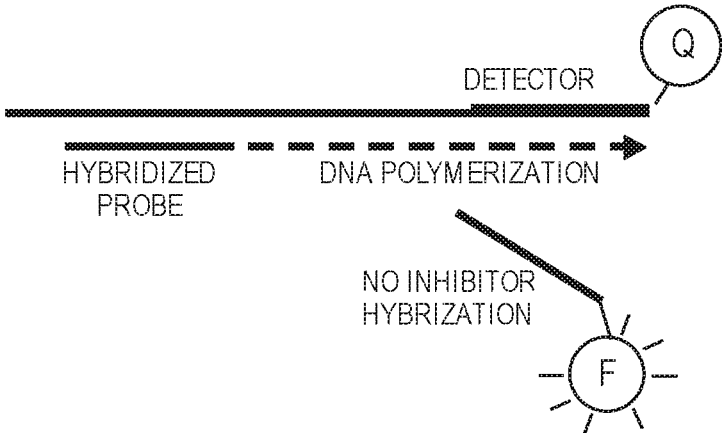 Q
DETECTOR
HYBRIDIZED
PROBE
DNA POLYMERIZATION
NO INHIBITOR
HYBRIZATION
F